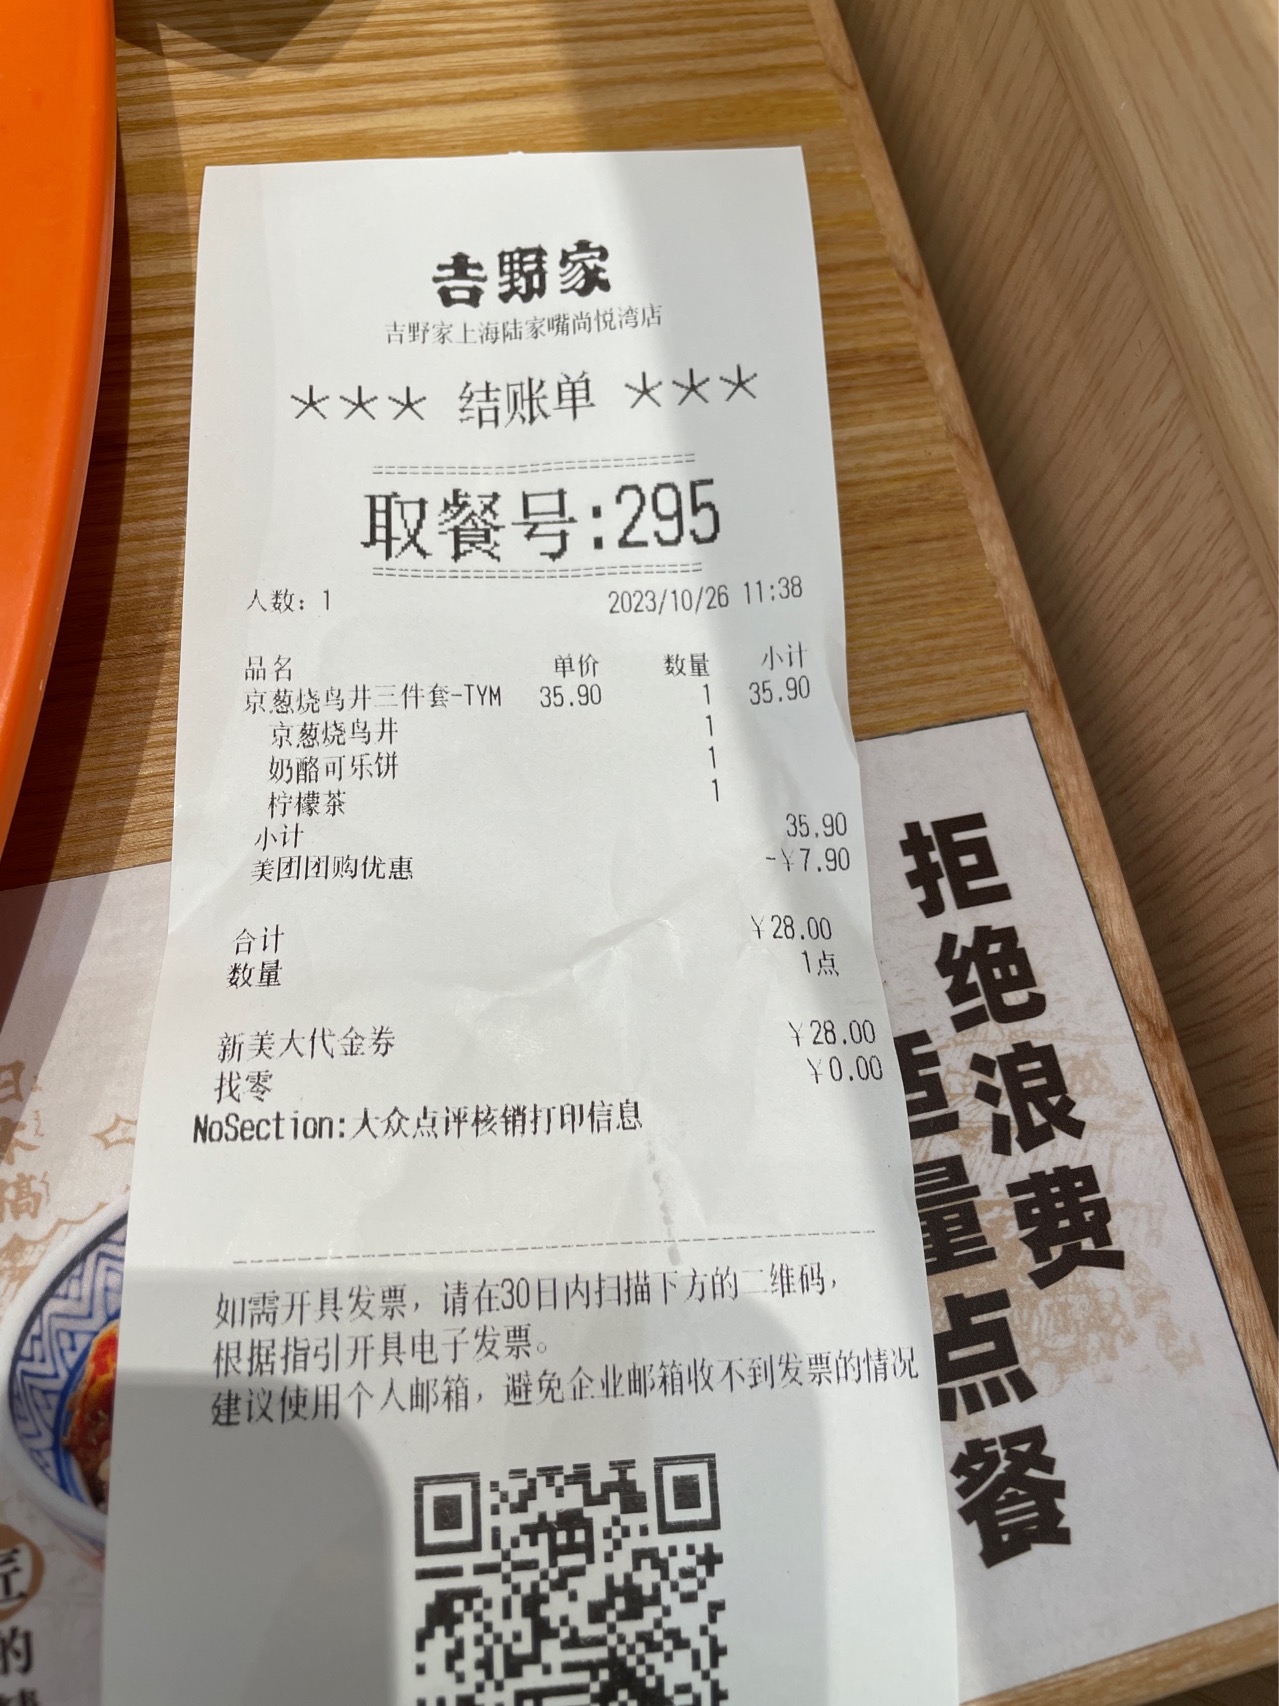 吉野家
吉野家上海陆家嘴尚悦湾店
*** 结账单 ***
取餐号:295
人数: 1 2023/10/26 11:38
品名 单价 数量 小计
京葱烧鸟井三件套-TYM 35.90 1 35.90
京葱烧鸟井 1
奶酪可乐饼 1
柠檬茶 1
小计 35.90
美团团购优惠 -¥7.90
合计 ¥28.00
数量 1点
新美大代金券 ¥28.00
找零 ¥0.00
NoSection:大众点评核销打印信息
如需开具发票，请在30日内扫描下方的二维码，
根据指引开具电子发票。
建议使用个人邮箱，避免企业邮箱收不到发票的情况
拒绝浪费
适量点餐
匠
的